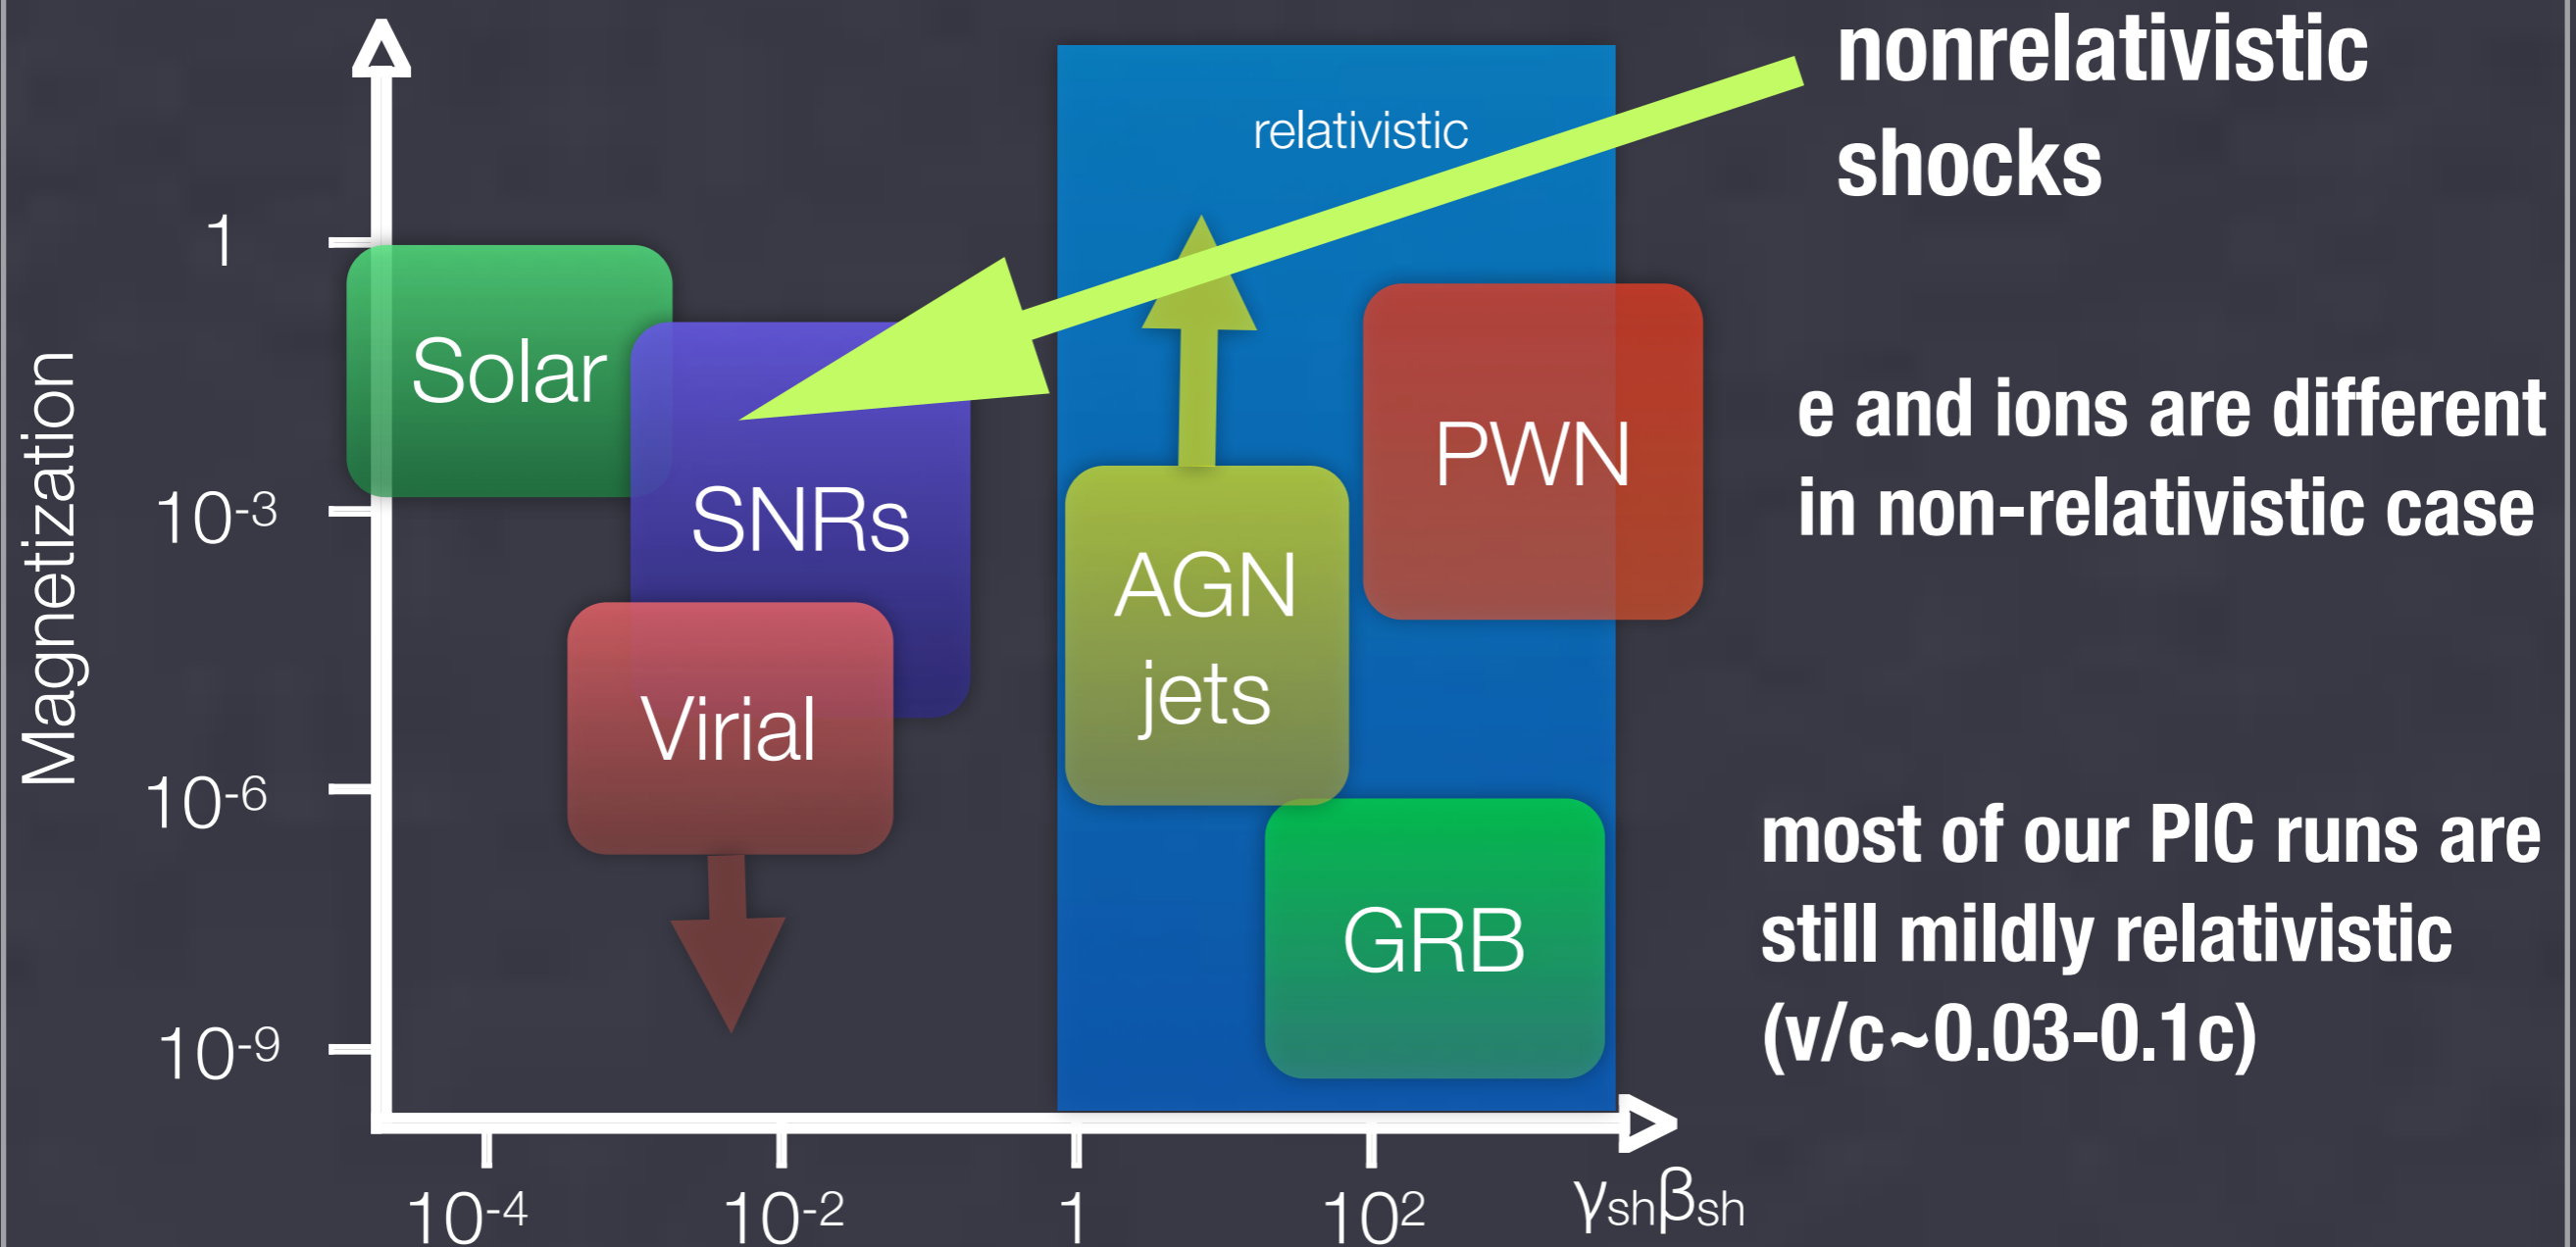 nonrelativistic
shocks
relativistic
1
Solar
SNRs
PWN
e and ions are different
in non-relativistic case
Magnetization
10-3
AGN
jets
Virial
10-6
GRB
most of our PIC runs are
still mildly relativistic
(v/c~0.03-0.1c)
10-9
10-4
10-2
1
102
γshβsh